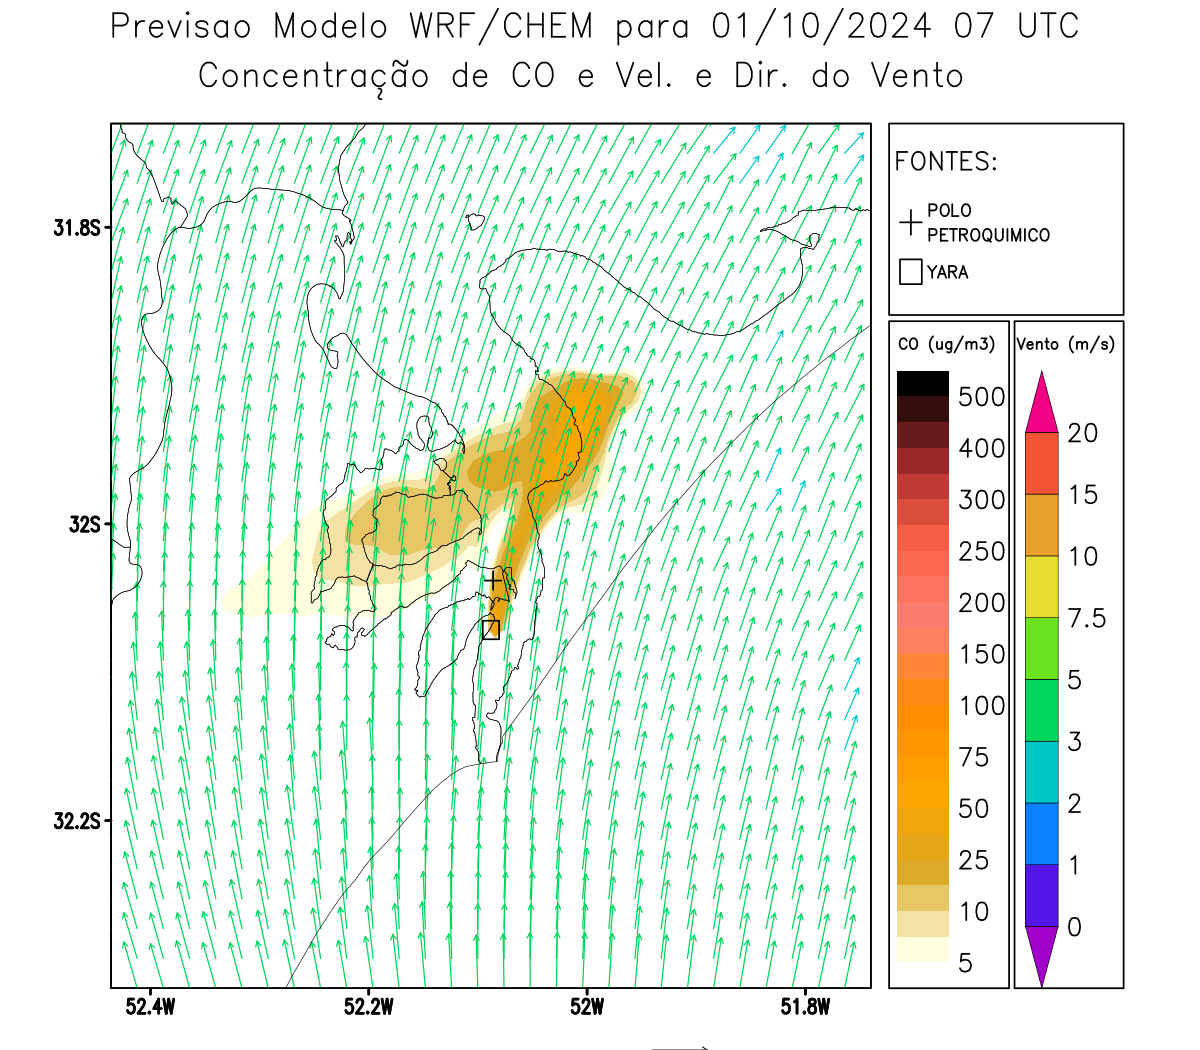 Previsao Modelo WRF/CHEM para 01/10/2024 07 UTC
Concentração de CO e Vel. e Dir. do Vento
FONTES:
POLO
PETROQUIMICO
YARA
31.8S
32S
32.2S
52.4W
52.2W
52W
51.8W
CO (ug/m3)
500
400
300
250
200
150
100
75
50
25
10
5
Vento (m/s)
20
15
10
7.5
5
3
2
1
0